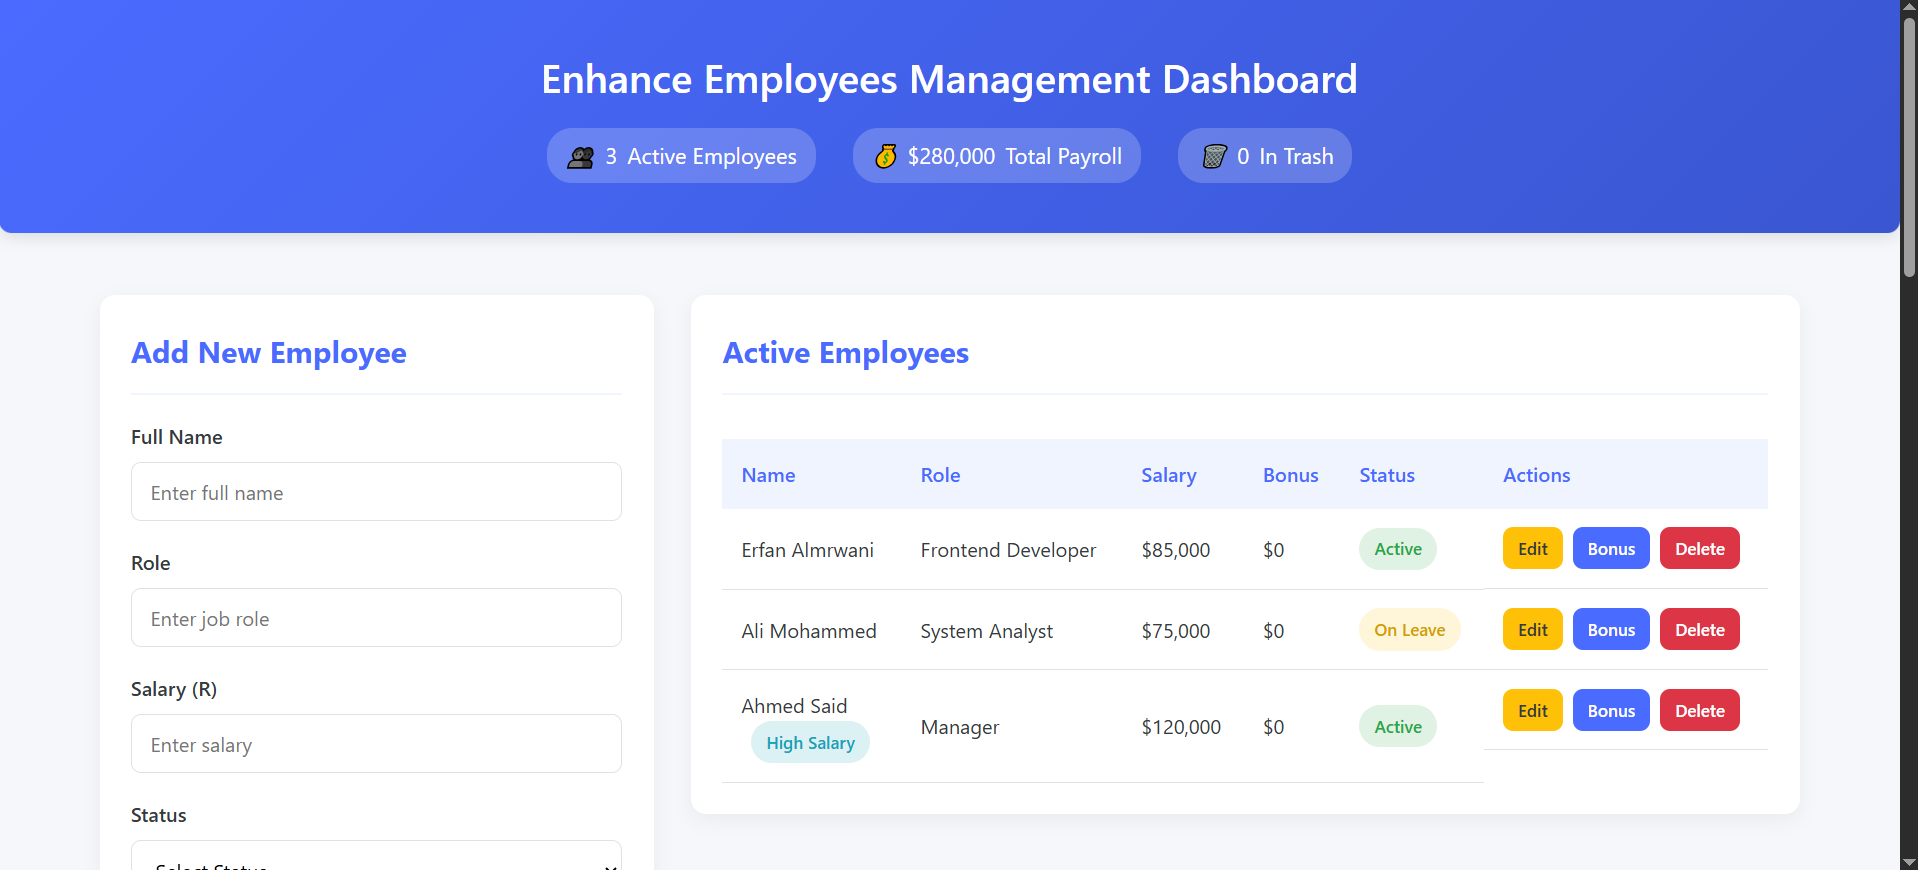 Enhance Employees Management Dashboard
3 Active Employees
$280,000 Total Payroll
0 In Trash
Add New Employee
Full Name
Enter full name
Role
Enter job role
Salary (R)
Enter salary
Status
Select Status
Active Employees
Name Role Salary Bonus Status Actions
Erfan Almrwani Frontend Developer $85,000 $0 Active Edit Bonus Delete
Ali Mohammed System Analyst $75,000 $0 On Leave Edit Bonus Delete
Ahmed Said
High Salary
Manager $120,000 $0 Active Edit Bonus Delete